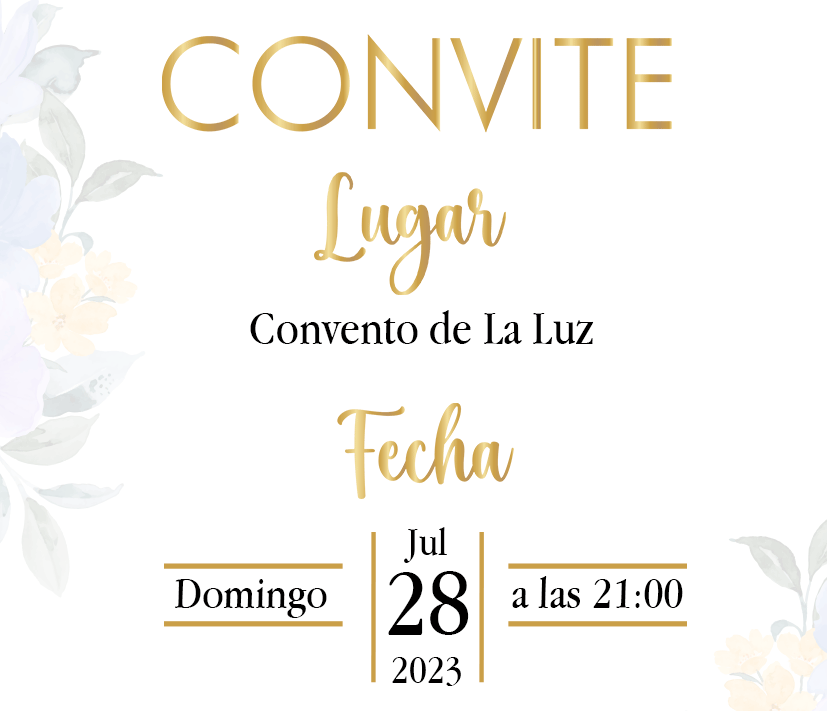 CONVITE
Lugar
Convento de La Luz
Fecha
Jul
Domingo 28 a las 21:00
2023